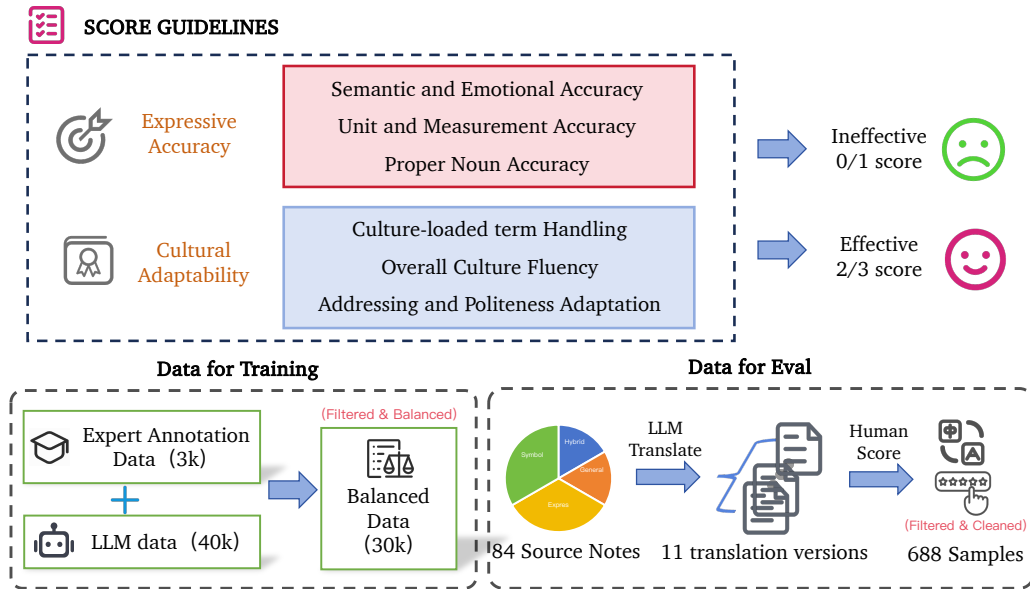 SCORE GUIDELINES
Expressive
Accuracy
Semantic and Emotional Accuracy
Unit and Measurement Accuracy
Proper Noun Accuracy
Ineffective
0/1 score
Cultural
Adaptability
Culture-loaded term Handling
Overall Culture Fluency
Addressing and Politeness Adaptation
Effective
2/3 score
Data for Training
Expert Annotation
Data（3k）
LLM data（40k）
(Filtered & Balanced)
Balanced
Data
(30k)
Data for Eval
Symbol
Hybrid
General
Expres
84 Source Notes
LLM
Translate
11 translation versions
Human
Score
中
A
(Filtered & Cleaned)
688 Samples